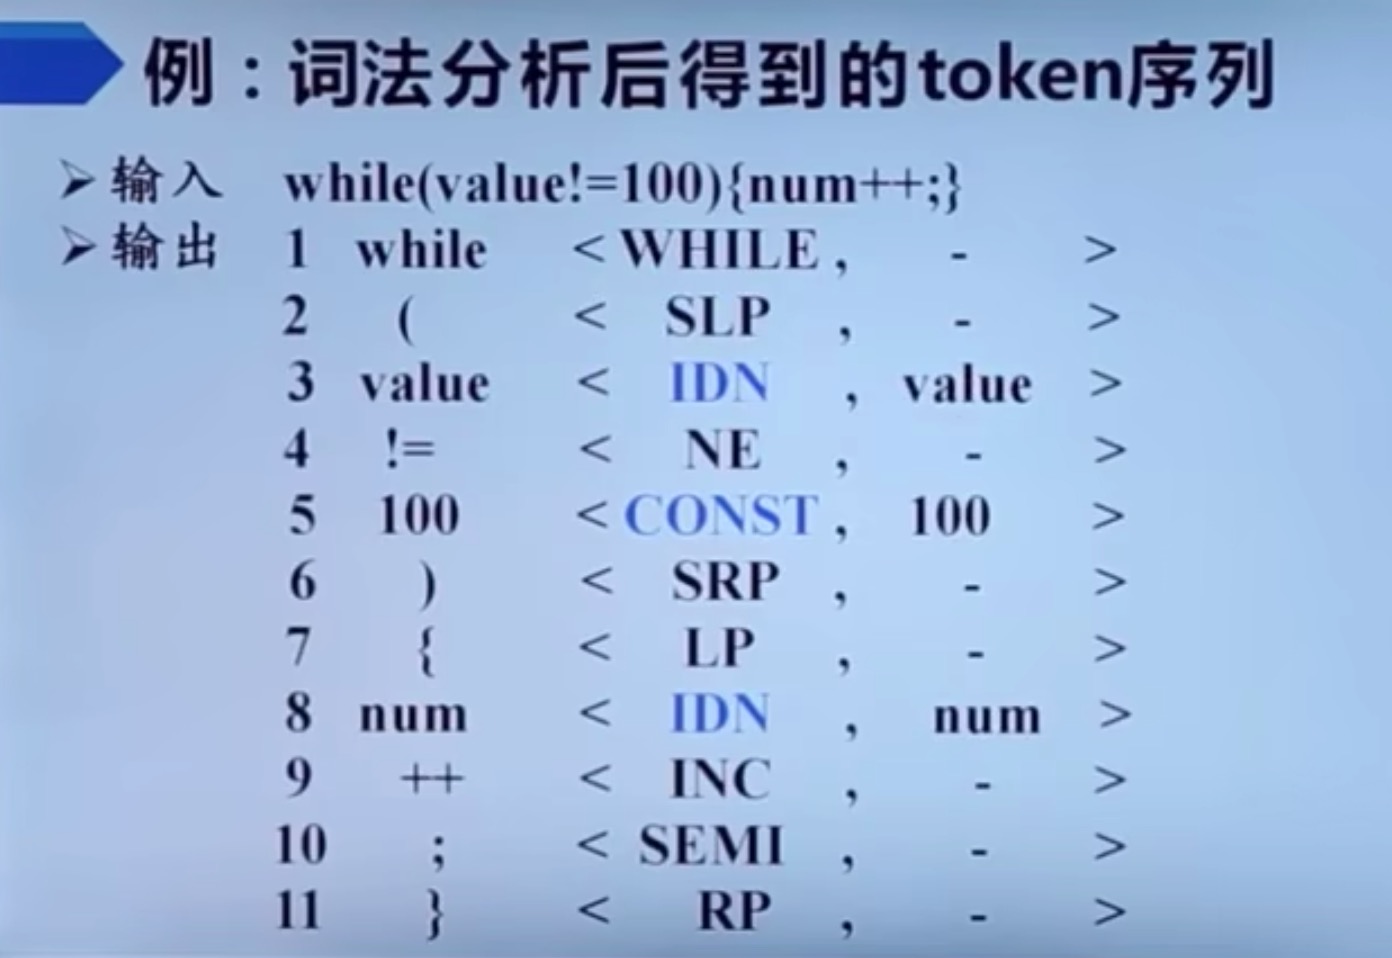 例：词法分析后得到的token序列
➢输入 while(value!=100){num++;}
➢输出 1 while <WHILE , - >
2 ( < SLP , - >
3 value < IDN , value >
4 != < NE , - >
5 100 <CONST , 100 >
6 ) < SRP , - >
7 { < LP , - >
8 num < IDN , num >
9 ++ < INC , - >
10 ; < SEMI , - >
11 } < RP , - >